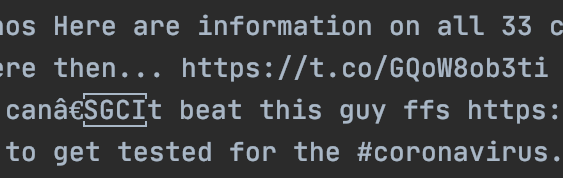 nos Here are information on all 33 c
ere then... https://t.co/GQoW8ob3ti
canâ€SGCIt beat this guy ffs https:
to get tested for the #coronavirus.